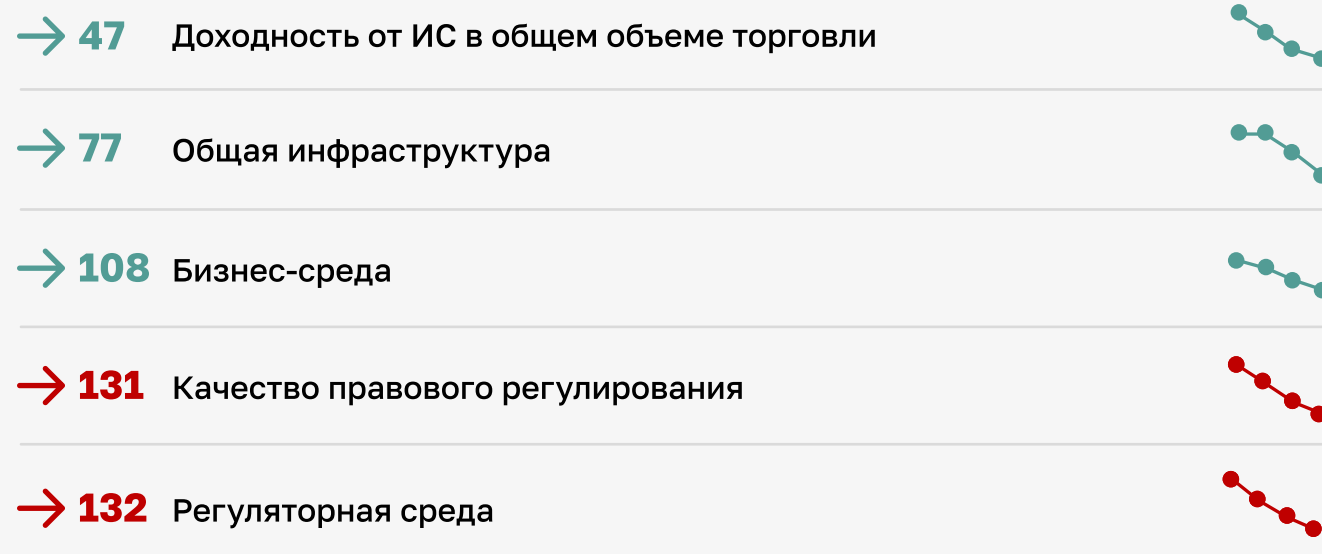 47 Доходность от ИС в общем объеме торговли
77 Общая инфраструктура
108 Бизнес-среда
131 Качество правового регулирования
132 Регуляторная среда